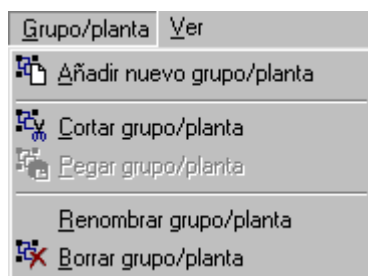 Grupo/planta Ver
Añadir nuevo grupo/planta
Cortar grupo/planta
Pegar grupo/planta
Renombrar grupo/planta
Borrar grupo/planta